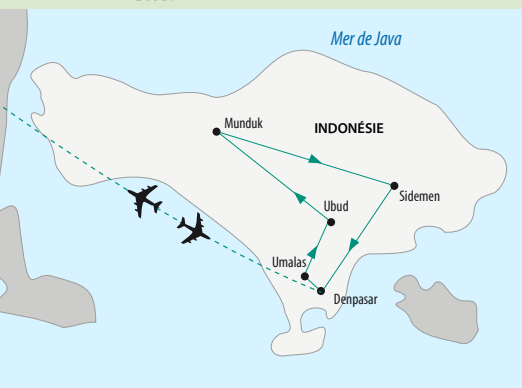 Mer de Java
Munduk
INDONÉSIE
Sidemen
Ubud
Umalas
Denpasar